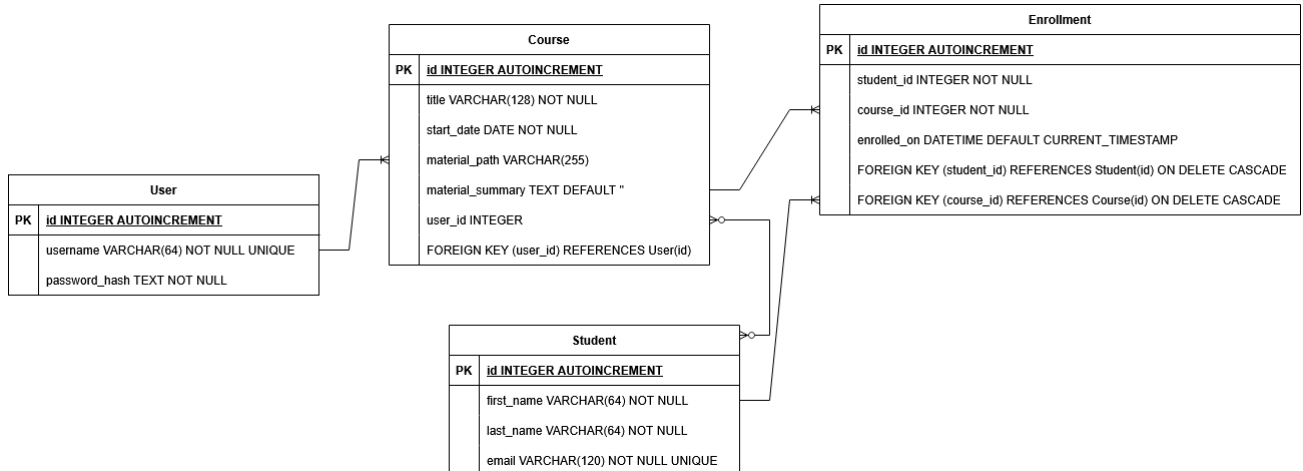 User
PK id INTEGER AUTOINCREMENT
username VARCHAR(64) NOT NULL UNIQUE
password_hash TEXT NOT NULL
Course
PK id INTEGER AUTOINCREMENT
title VARCHAR(128) NOT NULL
start_date DATE NOT NULL
material_path VARCHAR(255)
material_summary TEXT DEFAULT ''
user_id INTEGER
FOREIGN KEY (user_id) REFERENCES User(id)
Student
PK id INTEGER AUTOINCREMENT
first_name VARCHAR(64) NOT NULL
last_name VARCHAR(64) NOT NULL
email VARCHAR(120) NOT NULL UNIQUE
Enrollment
PK id INTEGER AUTOINCREMENT
student_id INTEGER NOT NULL
course_id INTEGER NOT NULL
enrolled_on DATETIME DEFAULT CURRENT_TIMESTAMP
FOREIGN KEY (student_id) REFERENCES Student(id) ON DELETE CASCADE
FOREIGN KEY (course_id) REFERENCES Course(id) ON DELETE CASCADE